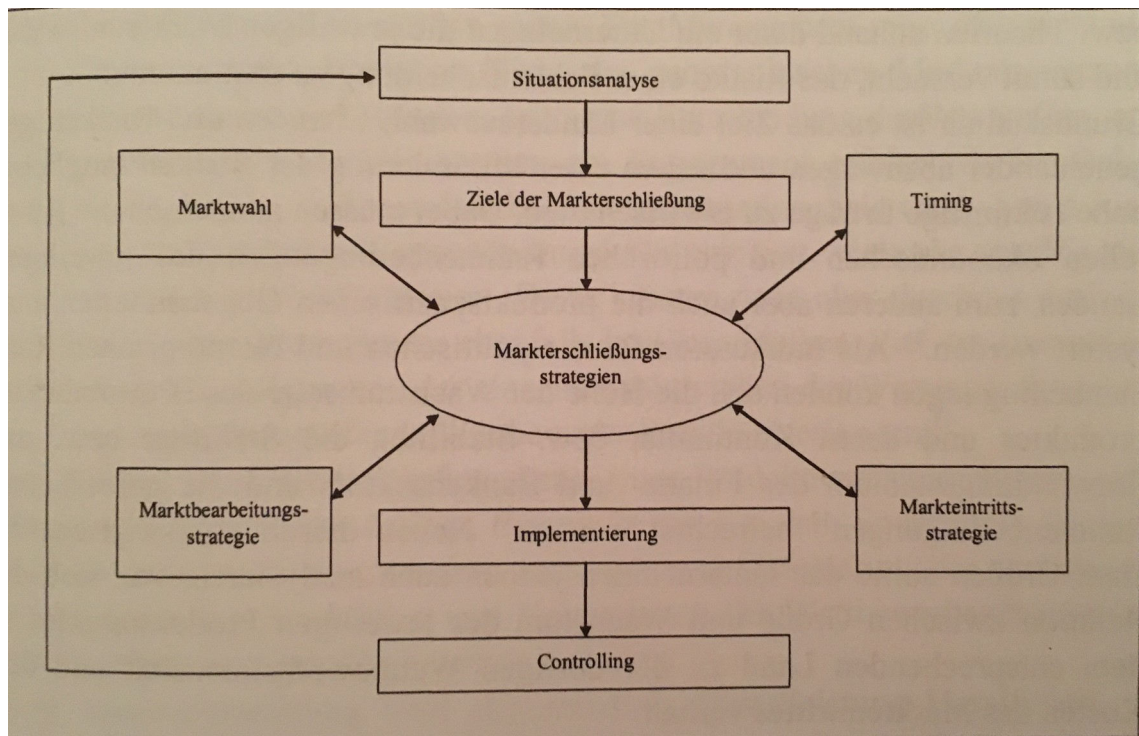 Situationsanalyse
Marktwahl
Ziele der Markterschließung
Timing
Markterschließungs-
strategien
Marktbearbeitungs-
strategie
Implementierung
Markteintritts-
strategie
Controlling